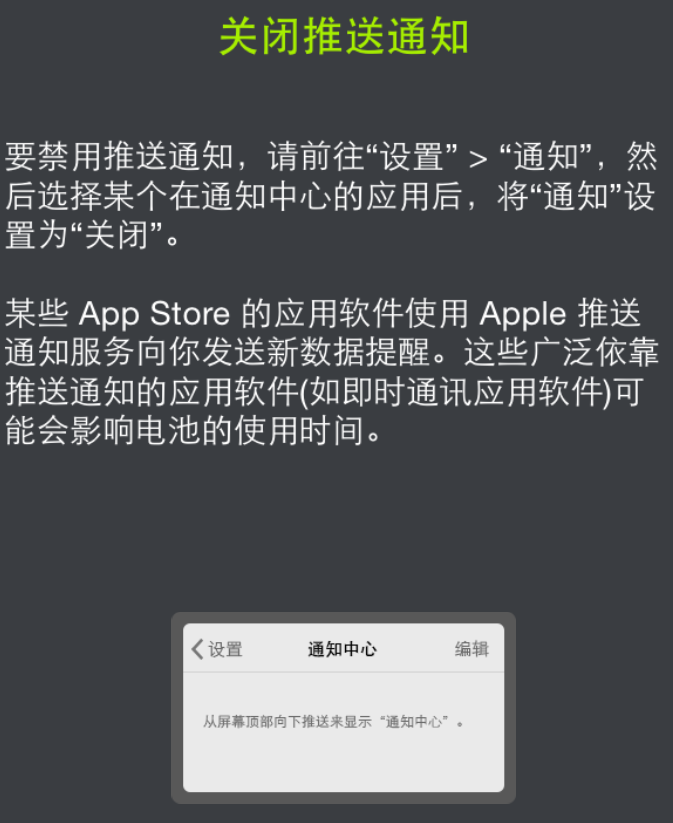 关闭推送通知
要禁用推送通知，请前往“设置” > “通知”，然
后选择某个在通知中心的应用后，将“通知”设
置为“关闭”。
某些 App Store 的应用软件使用 Apple 推送
通知服务向你发送新数据提醒。这些广泛依靠
推送通知的应用软件(如即时通讯应用软件)可
能会影响电池的使用时间。
设置 通知中心 编辑
从屏幕顶部向下推送来显示“通知中心”。